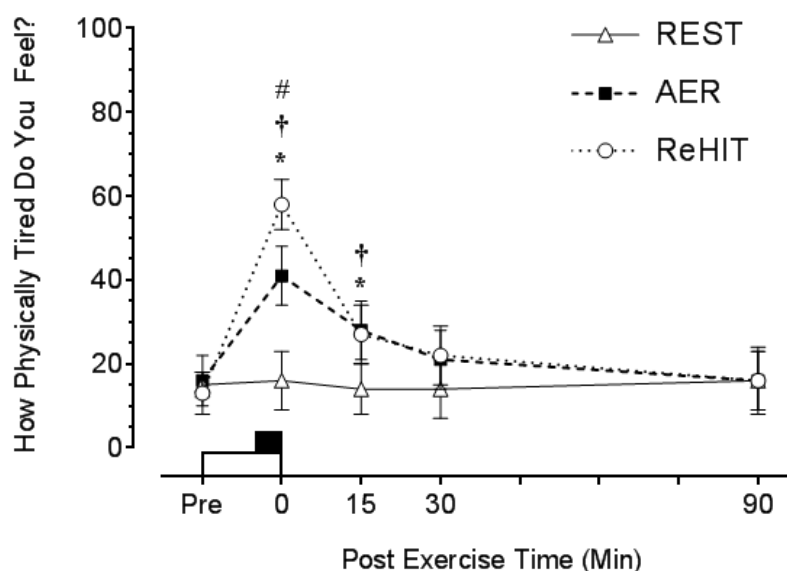 How Physically Tired Do You Feel?
100
80
60
40
20
0
#
†
*
†
*
REST
AER
ReHIT
Pre 0 15 30 90
Post Exercise Time (Min)